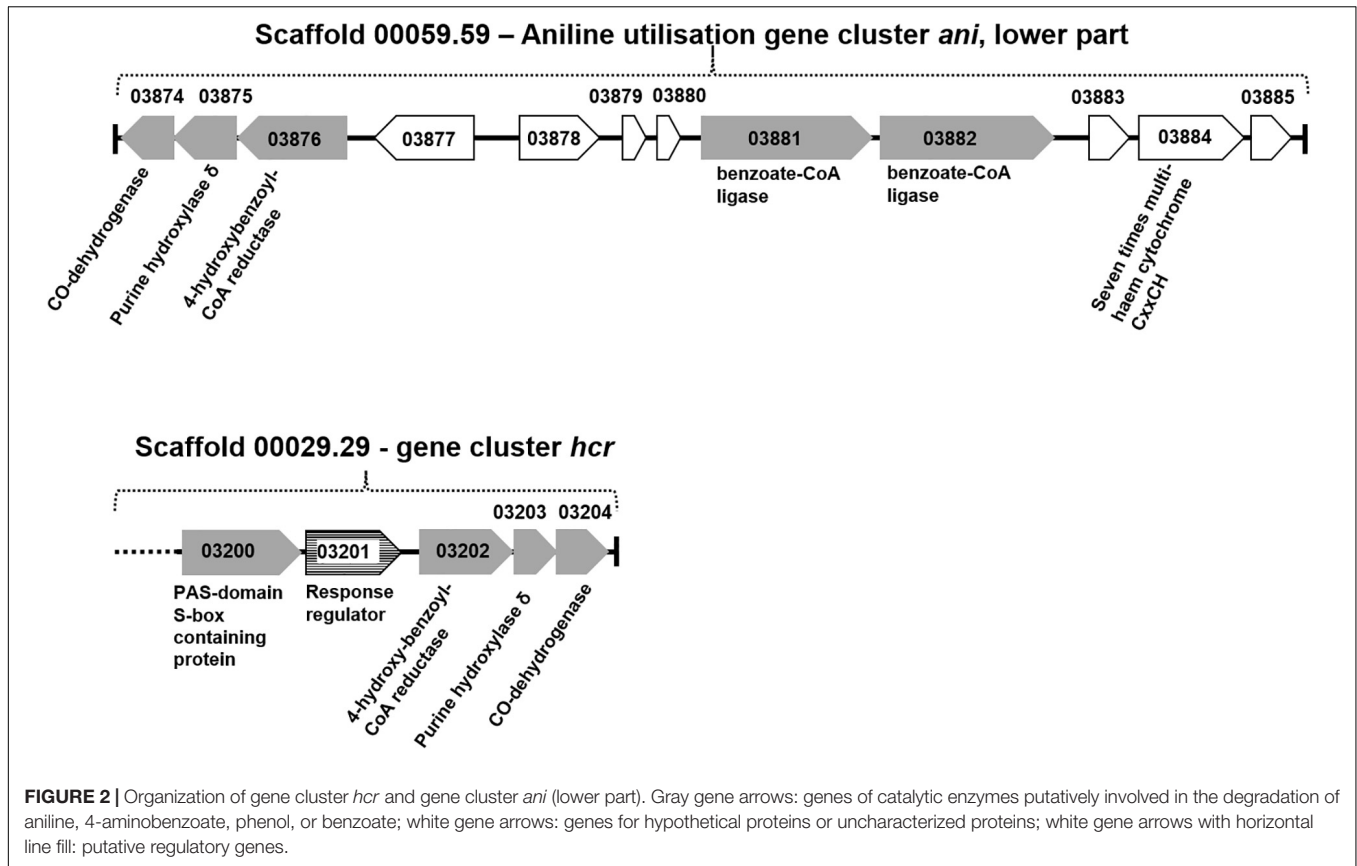 Scaffold 00059.59 – Aniline utilisation gene cluster ani, lower part
03874 03875 03879 03880 03883 03885
03876 03877 03878 03881 03882 03884
benzoate-CoA
ligase
benzoate-CoA
ligase
CO-dehydrogenase
Purine hydroxylase δ
4-hydroxybenzoyl-
CoA reductase
Seven times multi-
haem cytochrome
CxxCH
Scaffold 00029.29 - gene cluster hcr
03203 03204
03200 03201 03202
PAS-domain
S-box
containing
protein
Response
regulator
4-hydroxy-benzoyl-
CoA reductase
Purine hydroxylase δ
CO-dehydrogenase
FIGURE 2 | Organization of gene cluster hcr and gene cluster ani (lower part). Gray gene arrows: genes of catalytic enzymes putatively involved in the degradation of
aniline, 4-aminobenzoate, phenol, or benzoate; white gene arrows: genes for hypothetical proteins or uncharacterized proteins; white gene arrows with horizontal
line fill: putative regulatory genes.